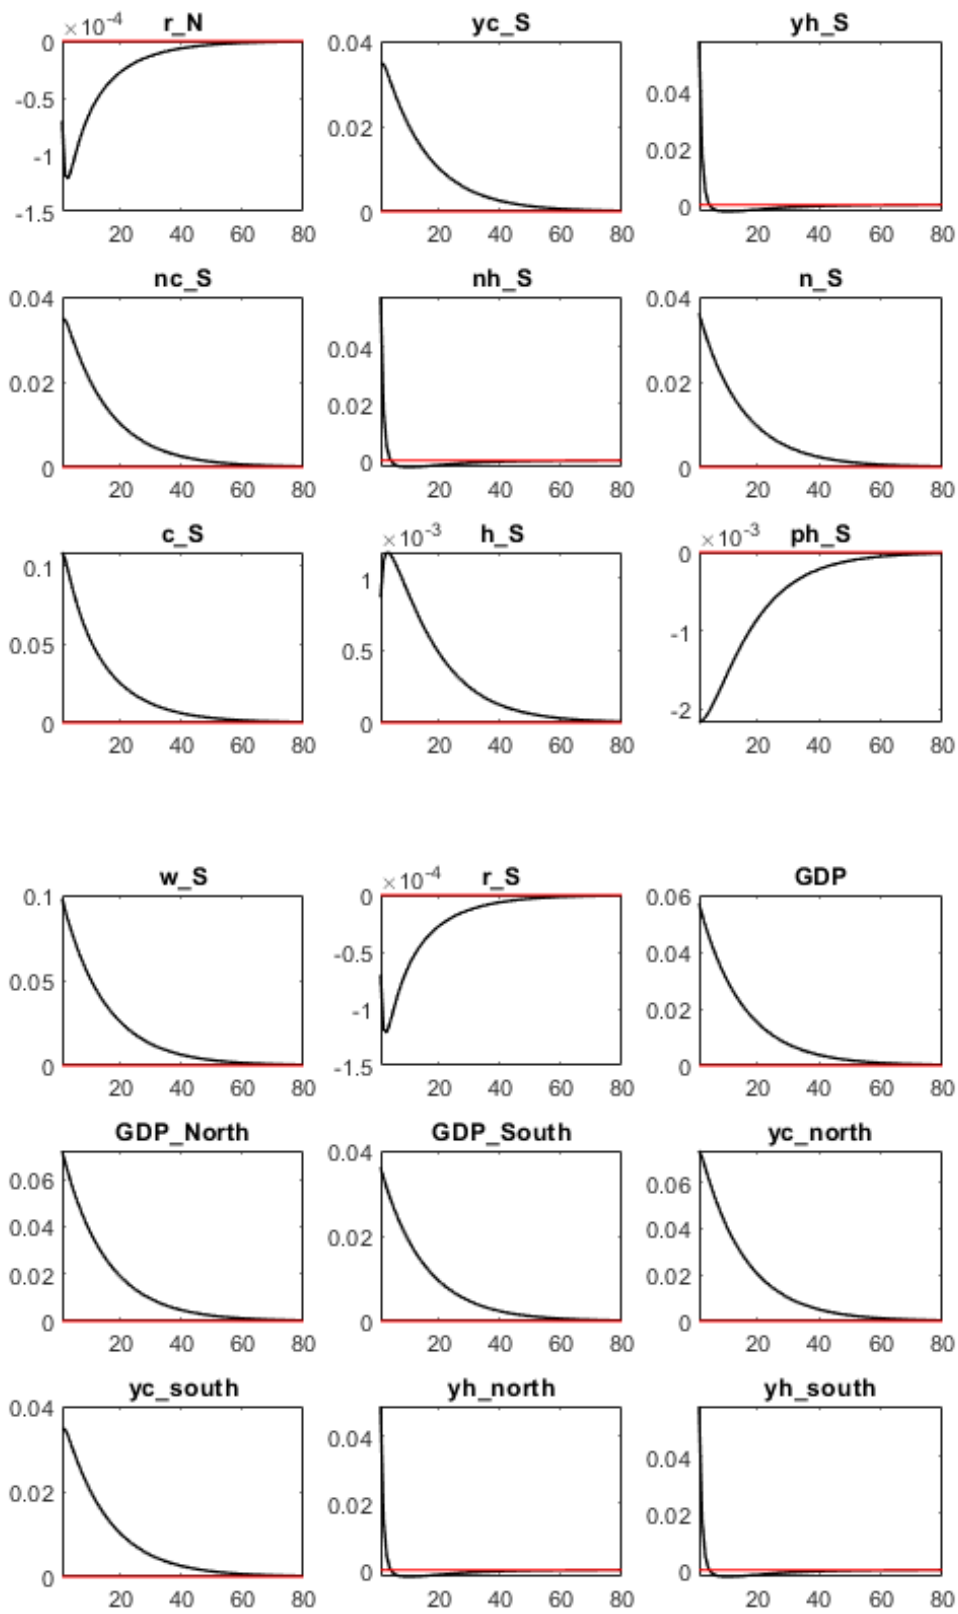 ×10⁻⁴
r_N yc_S yh_S
0 0.04
-0.5 0.02 0.04
-1 0.02
-1.5 0 0
20 40 60 80 20 40 60 80 20 40 60 80
nc_S nh_S n_S
0.04 0.04
0.02 0.04 0.02
0.02
0 0 0
20 40 60 80 20 40 60 80 20 40 60 80
c_S ×10⁻³ h_S ×10⁻³ ph_S
0.1 1 0
0.05 0.5 -1
0 0 -2
20 40 60 80 20 40 60 80 20 40 60 80
w_S ×10⁻⁴ r_S GDP
0.1 0 0.06
0.05 -0.5 0.04
-1 0.02
0 -1.5 0
20 40 60 80 20 40 60 80 20 40 60 80
GDP_North GDP_South yc_north
0.06 0.04 0.06
0.04 0.02 0.04
0.02 0.02
0 0 0
20 40 60 80 20 40 60 80 20 40 60 80
yc_south yh_north yh_south
0.04 0.04 0.04
0.02 0.02 0.02
0 0 0
20 40 60 80 20 40 60 80 20 40 60 80